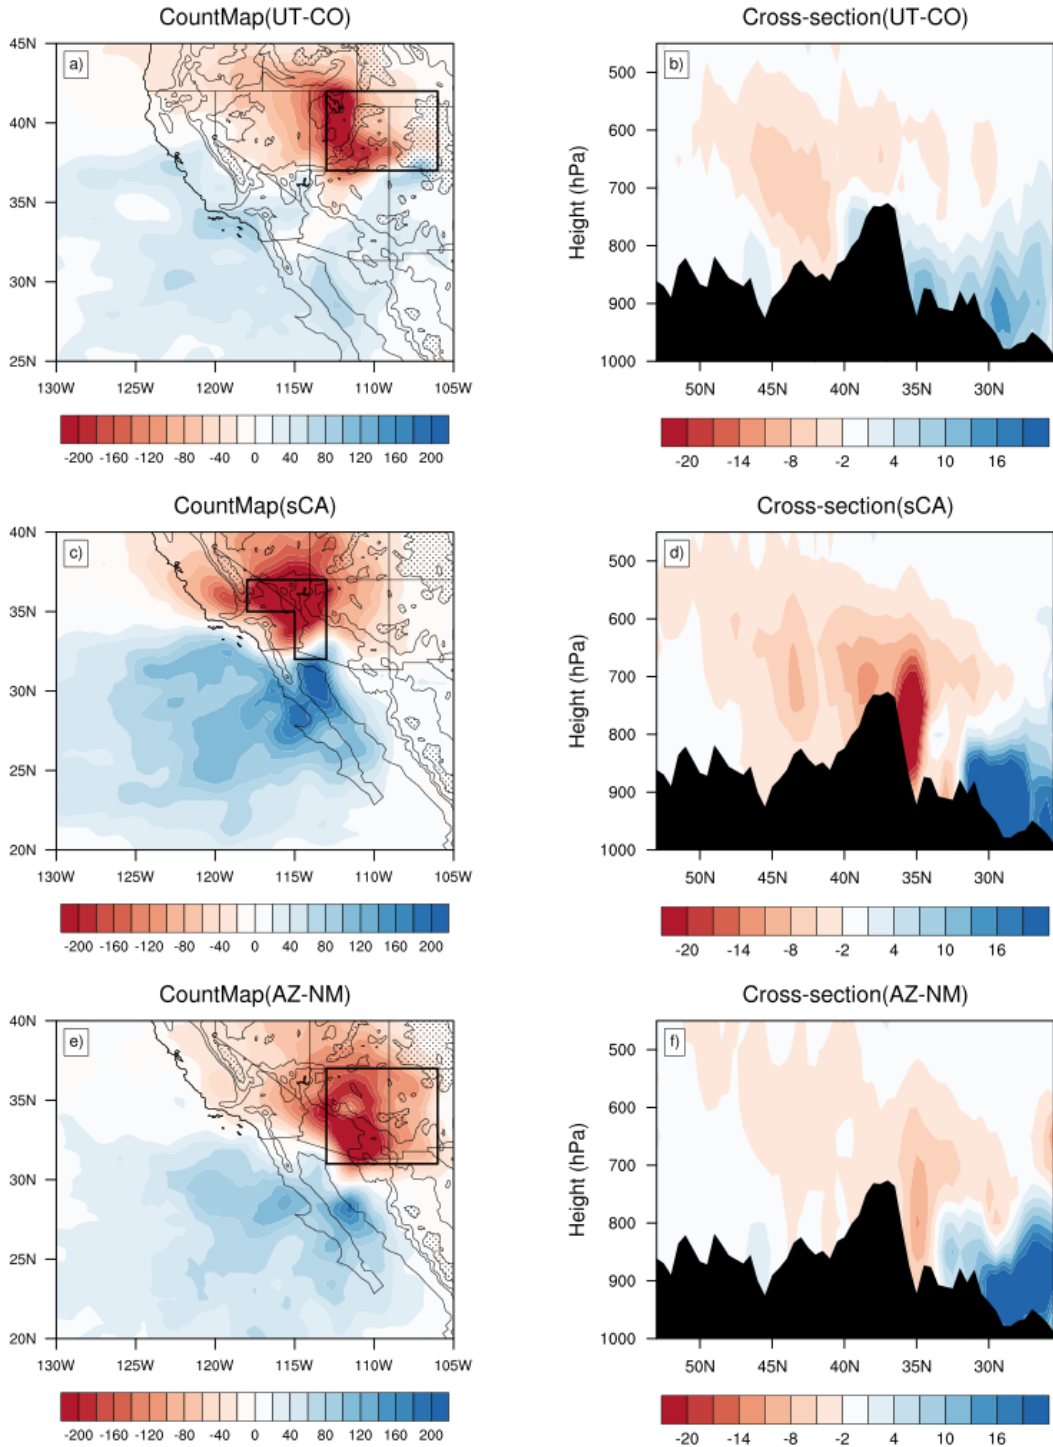 CountMap(UT-CO)
a)
45N
40N
35N
30N
25N
130W 125W 120W 115W 110W 105W
-200 -160 -120 -80 -40 0 40 80 120 160 200
Cross-section(UT-CO)
b)
Height (hPa)
500
600
700
800
900
1000
50N 45N 40N 35N 30N
-20 -14 -8 -2 4 10 16
CountMap(sCA)
c)
40N
35N
30N
25N
20N
130W 125W 120W 115W 110W 105W
-200 -160 -120 -80 -40 0 40 80 120 160 200
Cross-section(sCA)
d)
Height (hPa)
500
600
700
800
900
1000
50N 45N 40N 35N 30N
-20 -14 -8 -2 4 10 16
CountMap(AZ-NM)
e)
40N
35N
30N
25N
20N
130W 125W 120W 115W 110W 105W
-200 -160 -120 -80 -40 0 40 80 120 160 200
Cross-section(AZ-NM)
f)
Height (hPa)
500
600
700
800
900
1000
50N 45N 40N 35N 30N
-20 -14 -8 -2 4 10 16